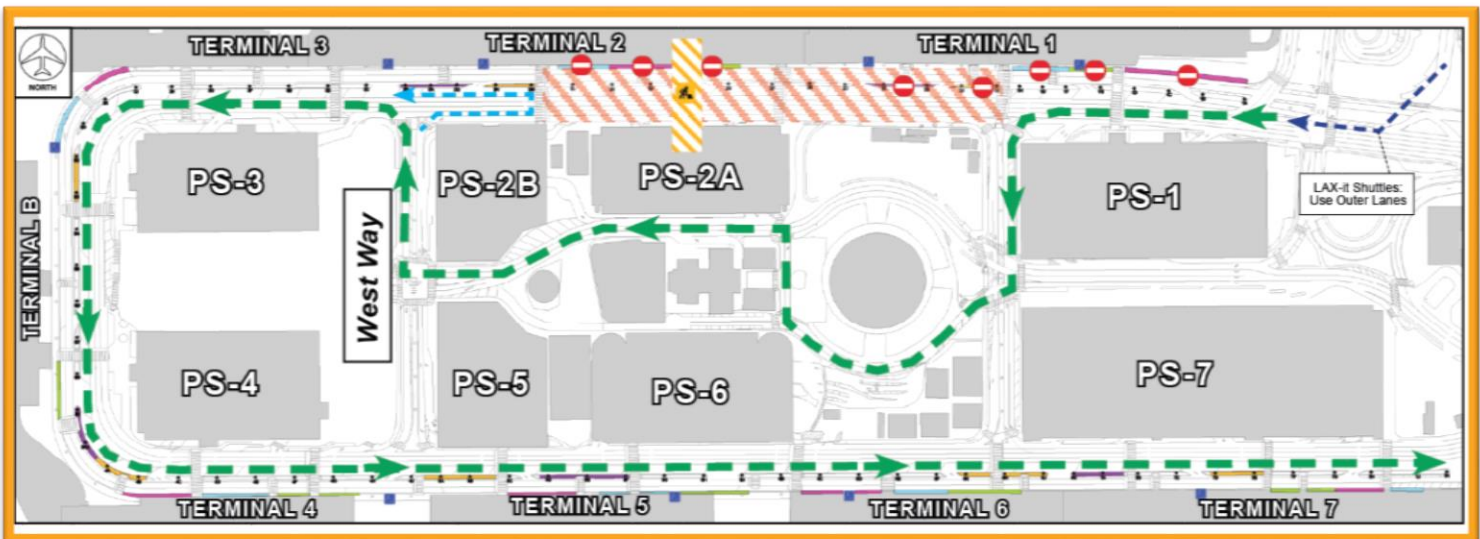 TERMINAL 3
TERMINAL 2
TERMINAL 1
NORTH
PS-3
PS-2B
PS-2A
PS-1
LAX-it Shuttles:
Use Outer Lanes
TERMINAL B
West Way
PS-4
PS-5
PS-6
PS-7
TERMINAL 4
TERMINAL 5
TERMINAL 6
TERMINAL 7